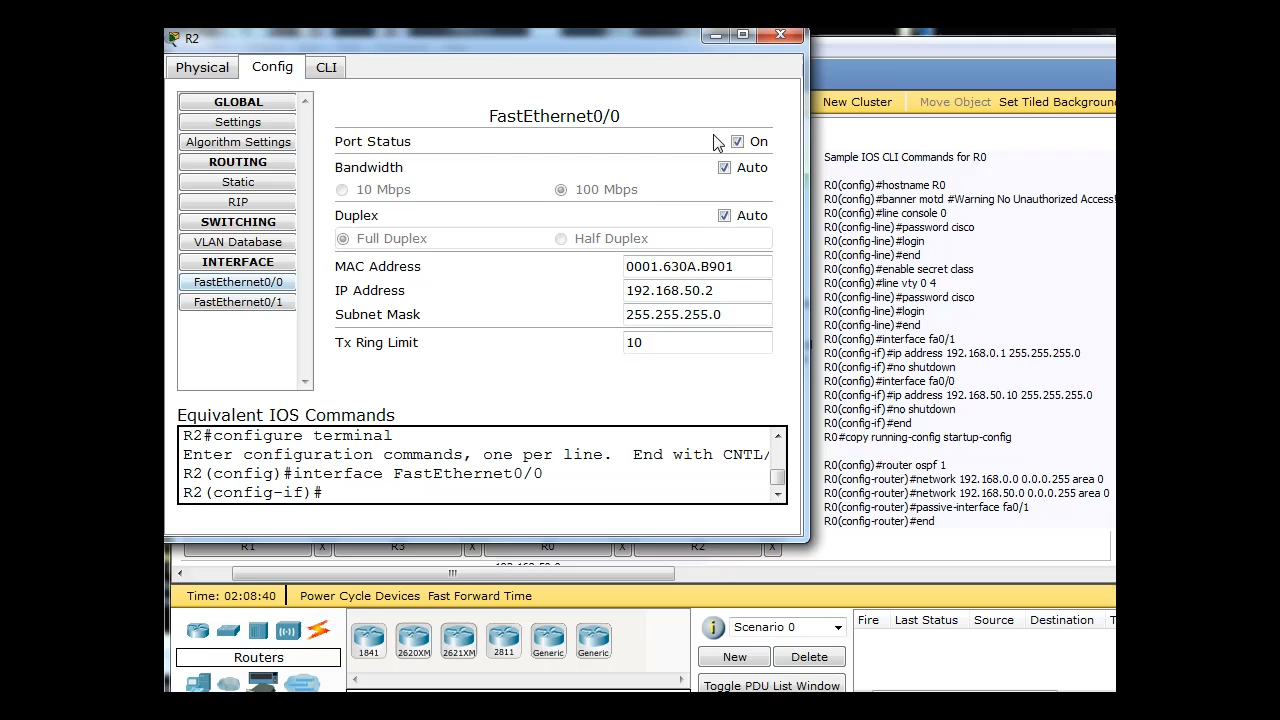 R2
Physical
Config
CLI
GLOBAL
Settings
Algorithm Settings
ROUTING
Static
RIP
SWITCHING
VLAN Database
INTERFACE
FastEthernet0/0
FastEthernet0/1
FastEthernet0/0
Port Status
On
Bandwidth
Auto
10 Mbps
100 Mbps
Duplex
Auto
Full Duplex
Half Duplex
MAC Address
0001.630A.B901
IP Address
192.168.50.2
Subnet Mask
255.255.255.0
Tx Ring Limit
10
Equivalent IOS Commands
R2#configure terminal
Enter configuration commands, one per line.  End with CNTL/
R2(config)#interface FastEthernet0/0
R2(config-if)#
New Cluster
Move Object
Set Tiled Background
Sample IOS CLI Commands for R0
R0(config)#hostname R0
R0(config)#banner motd #Warning No Unauthorized Access!
R0(config)#line console 0
R0(config-line)#password cisco
R0(config-line)#login
R0(config-line)#end
R0(config)#enable secret class
R0(config)#line vty 0 4
R0(config-line)#password cisco
R0(config-line)#login
R0(config-line)#end
R0(config)#interface fa0/1
R0(config-if)#ip address 192.168.0.1 255.255.255.0
R0(config-if)#no shutdown
R0(config)#interface fa0/0
R0(config-if)#ip address 192.168.50.10 255.255.255.0
R0(config-if)#no shutdown
R0(config-if)#end
R0#copy running-config startup-config
R0(config)#router ospf 1
R0(config-router)#network 192.168.0.0 0.0.0.255 area 0
R0(config-router)#network 192.168.50.0 0.0.0.255 area 0
R0(config-router)#passive-interface fa0/1
R0(config-router)#end
R1
X
R3
X
R0
X
R2
X
192.168.50.0
Time: 02:08:40
Power Cycle Devices
Fast Forward Time
Routers
1841
2620XM
2621XM
2811
Generic
Generic
Scenario 0
New
Delete
Toggle PDU List Window
Fire
Last Status
Source
Destination
T